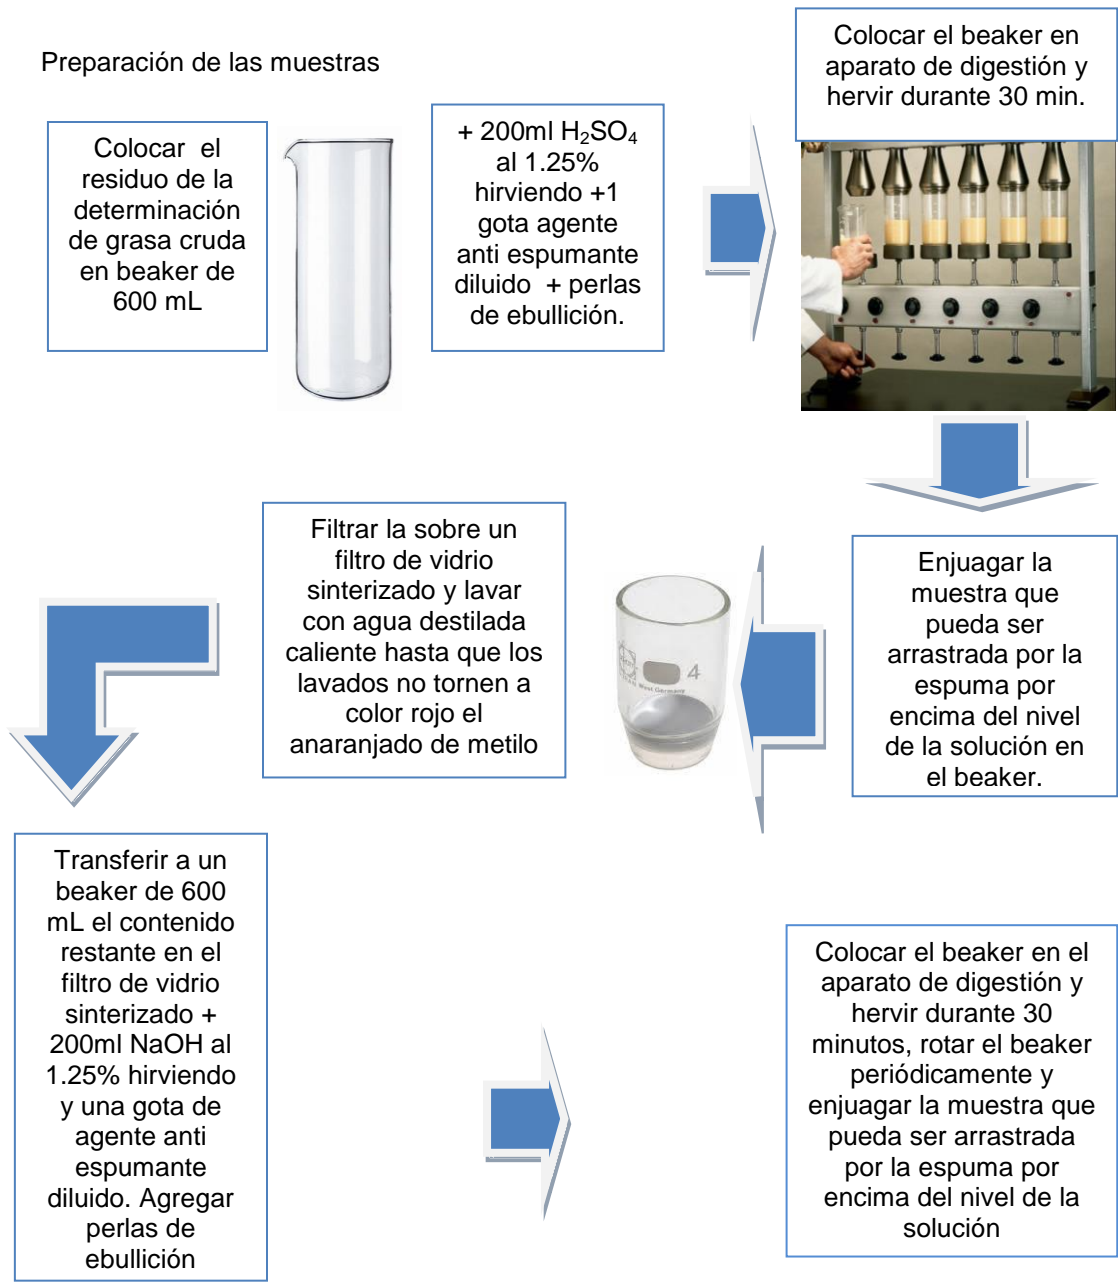 Preparación de las muestras
Colocar el
residuo de la
determinación
de grasa cruda
en beaker de
600 mL
+ 200ml H₂SO₄
al 1.25%
hirviendo +1
gota agente
anti espumante
diluido + perlas
de ebullición.
Colocar el beaker en
aparato de digestión y
hervir durante 30 min.
Enjuagar la
muestra que
pueda ser
arrastrada por la
espuma por
encima del nivel
de la solución en
el beaker.
4
West Germany
Filtrar la sobre un
filtro de vidrio
sinterizado y lavar
con agua destilada
caliente hasta que los
lavados no tornen a
color rojo el
anaranjado de metilo
Transferir a un
beaker de 600
mL el contenido
restante en el
filtro de vidrio
sinterizado +
200ml NaOH al
1.25% hirviendo
y una gota de
agente anti
espumante
diluido. Agregar
perlas de
ebullición
Colocar el beaker en el
aparato de digestión y
hervir durante 30
minutos, rotar el beaker
periódicamente y
enjuagar la muestra que
pueda ser arrastrada
por la espuma por
encima del nivel de la
solución